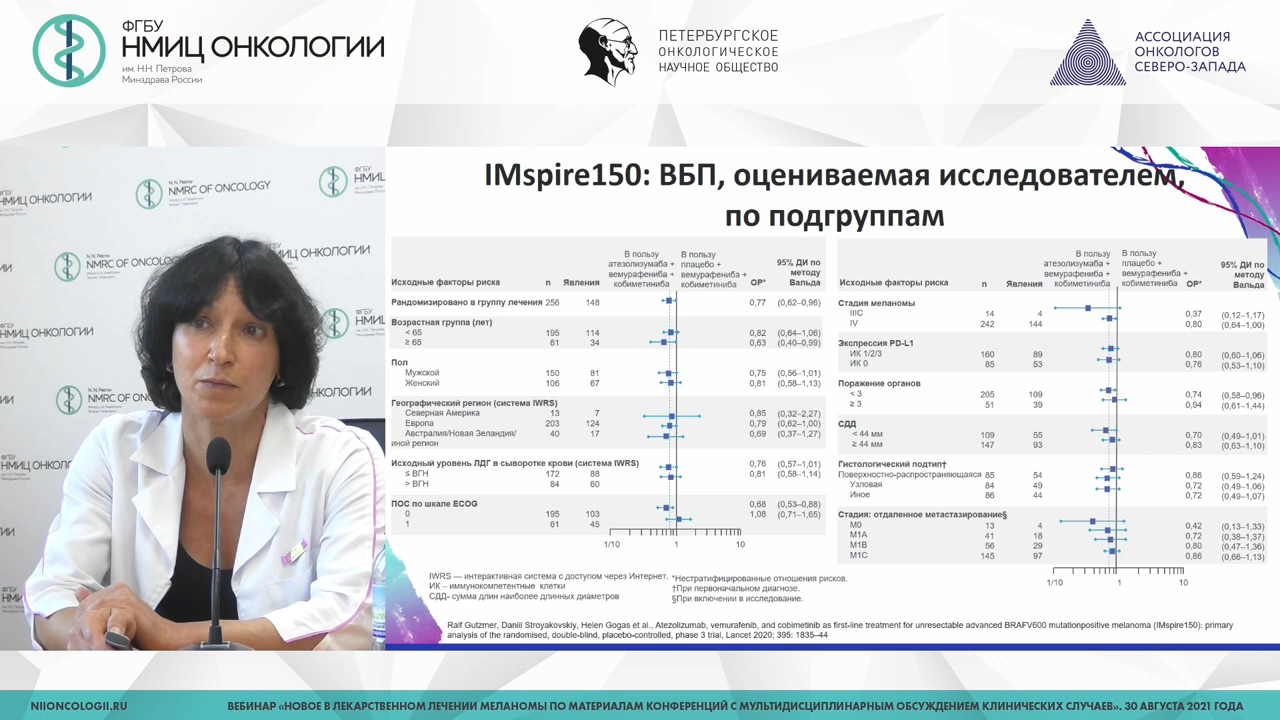 ФГБУ
НМИЦ ОНКОЛОГИИ
им. Н.Н. Петрова
Минздрава России
ПЕТЕРБУРГСКОЕ
ОНКОЛОГИЧЕСКОЕ
НАУЧНОЕ ОБЩЕСТВО
АССОЦИАЦИЯ
ОНКОЛОГОВ
СЕВЕРО-ЗАПАДА
N.N. Petrov
NMRC OF ONCOLOGY
ФГБУ
НМИЦ ОНКОЛОГИИ
IMspire150: ВБП, оцениваемая исследователем,
по подгруппам
Исходные факторы риска n Явления В пользу атезолизумаба + вемурафениба + кобиметиниба В пользу плацебо + вемурафениба + кобиметиниба ОР* 95% ДИ по методу Вальда
Рандомизировано в группу лечения 256 148 0,77 (0,62–0,96)
Возрастная группа (лет)
< 65 195 114 0,82 (0,64–1,06)
≥ 65 61 34 0,63 (0,40–0,99)
Пол
Мужской 150 81 0,75 (0,56–1,01)
Женский 106 67 0,81 (0,58–1,13)
Географический регион (система IWRS)
Северная Америка 13 7 0,85 (0,32–2,27)
Европа 203 124 0,79 (0,62–1,00)
Австралия/Новая Зеландия/ 40 17 0,69 (0,37–1,27)
иной регион
Исходный уровень ЛДГ в сыворотке крови (система IWRS)
≤ ВГН 172 88 0,76 (0,57–1,01)
> ВГН 84 60 0,81 (0,58–1,14)
ПОС по шкале ECOG
0 195 103 0,68 (0,53–0,88)
1 61 45 1,08 (0,71–1,65)
1/10 1 10
Исходные факторы риска n Явления В пользу атезолизумаба + вемурафениба + кобиметиниба В пользу плацебо + вемурафениба + кобиметиниба ОР* 95% ДИ по методу Вальда
Стадия меланомы
IIIC 14 4 0,37 (0,12–1,17)
IV 242 144 0,80 (0,64–1,00)
Экспрессия PD-L1
ИК 1/2/3 160 89 0,80 (0,60–1,06)
ИК 0 85 53 0,76 (0,53–1,10)
Поражение органов
< 3 205 109 0,74 (0,58–0,96)
≥ 3 51 39 0,94 (0,61–1,44)
СДД
< 44 мм 109 55 0,70 (0,49–1,01)
≥ 44 мм 147 93 0,83 (0,63–1,10)
Гистологический подтип†
Поверхностно-распространяющаяся 85 54 0,86 (0,59–1,24)
Узловая 84 49 0,72 (0,49–1,06)
Иное 86 44 0,72 (0,49–1,07)
Стадия: отдаленное метастазирование§
M0 13 4 0,42 (0,13–1,33)
M1A 41 18 0,72 (0,38–1,37)
M1B 56 29 0,80 (0,47–1,36)
M1C 145 97 0,86 (0,66–1,13)
1/10 1 10
IWRS — интерактивная система с доступом через Интернет.
ИК – иммунокомпетентные клетки
СДД- сумма длин наиболее длинных диаметров
*Нестратифицированные отношения рисков.
†При первоначальном диагнозе.
§При включении в исследование.
Ralf Gutzmer, Daniil Stroyakovskiy, Helen Gogas et al., Atezolizumab, vemurafenib, and cobimetinib as first-line treatment for unresectable advanced BRAFV600 mutationpositive melanoma (IMspire150): primary
analysis of the randomised, double-blind, placebo-controlled, phase 3 trial, Lancet 2020; 395: 1835–44
NIIONCOLOGII.RU
ВЕБИНАР «НОВОЕ В ЛЕКАРСТВЕННОМ ЛЕЧЕНИИ МЕЛАНОМЫ ПО МАТЕРИАЛАМ КОНФЕРЕНЦИЙ С МУЛЬТИДИСЦИПЛИНАРНЫМ ОБСУЖДЕНИЕМ КЛИНИЧЕСКИХ СЛУЧАЕВ». 30 АВГУСТА 2021 ГОДА